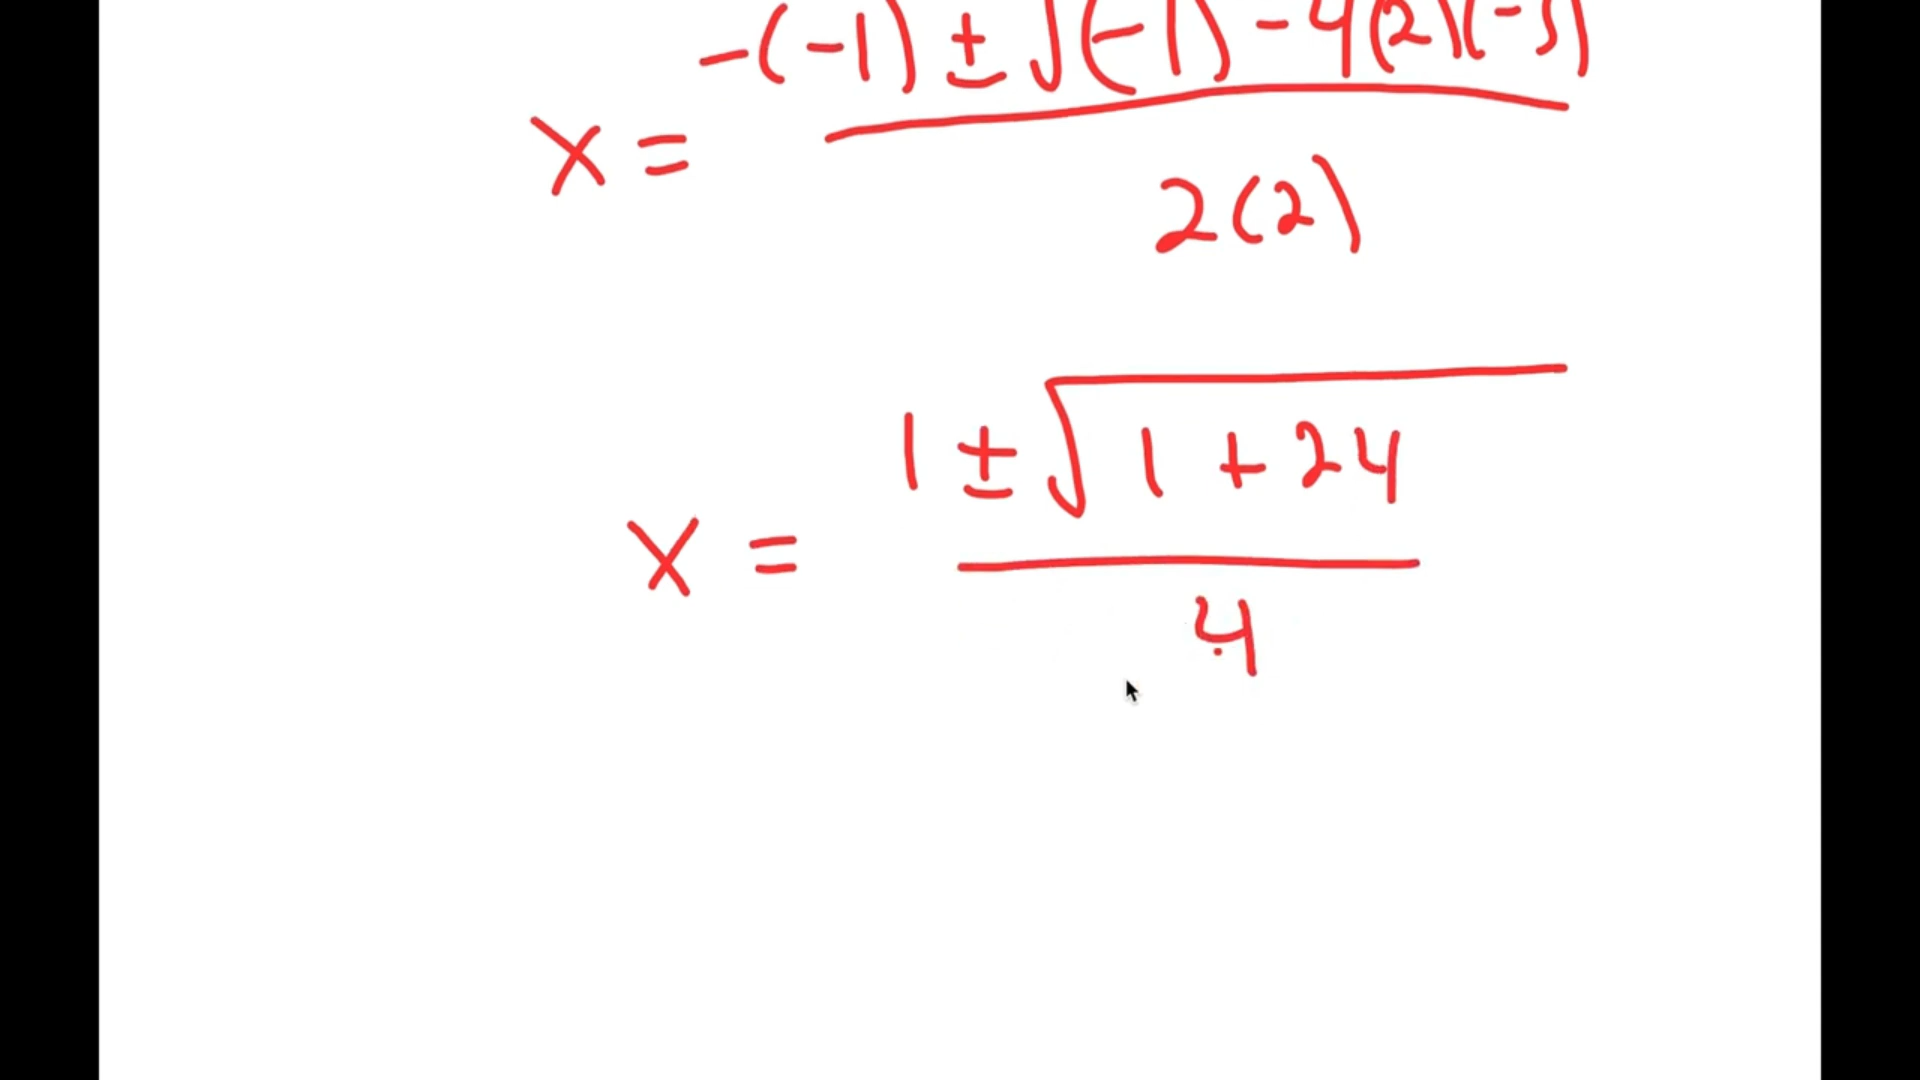 x = -(-1) ± √(-1) - 4(2)(-3)
2(2)
x = 1 ± √1 + 24
4